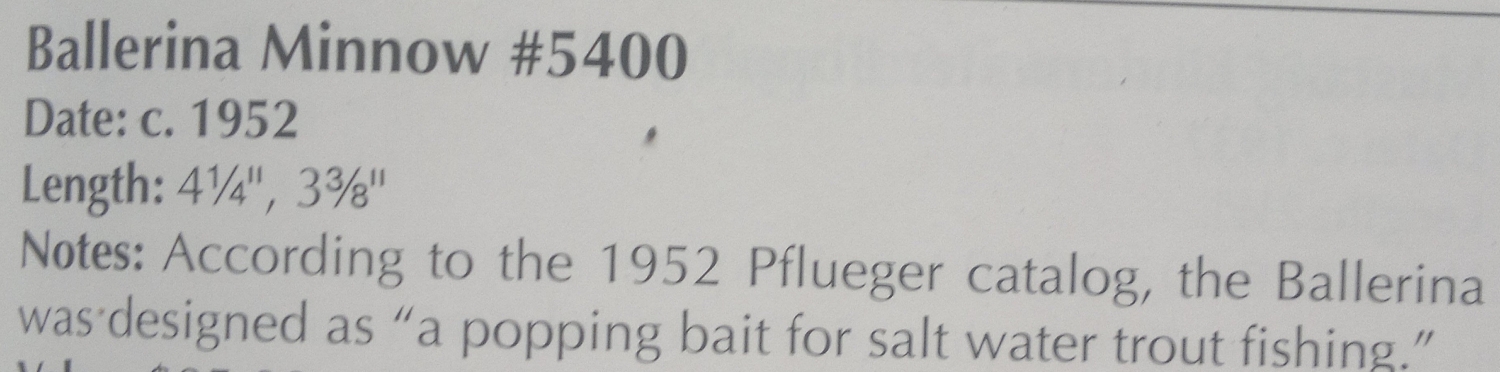 Ballerina Minnow #5400
Date: c. 1952
Length: 4¼", 3⅜"
Notes: According to the 1952 Pflueger catalog, the Ballerina
was designed as “a popping bait for salt water trout fishing.”